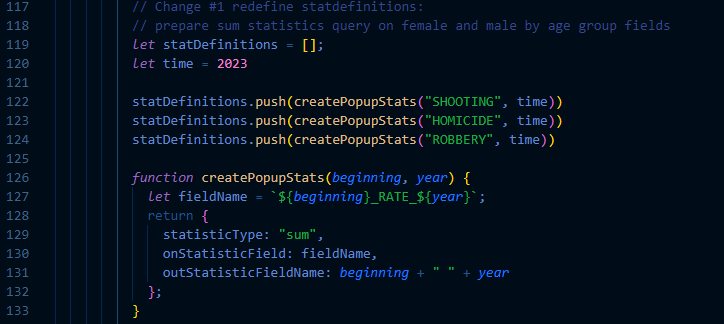 117 // Change #1 redefine statdefinitions:
118 // prepare sum statistics query on female and male by age group fields
119 let statDefinitions = [];
120 let time = 2023
121
122 statDefinitions.push(createPopupStats("SHOOTING", time))
123 statDefinitions.push(createPopupStats("HOMICIDE", time))
124 statDefinitions.push(createPopupStats("ROBBERY", time))
125
126 function createPopupStats(beginning, year) {
127 let fieldName = `${beginning}_RATE_${year}`;
128 return {
129 statisticType: "sum",
130 onStatisticField: fieldName,
131 outStatisticFieldName: beginning + " " + year
132 };
133 }